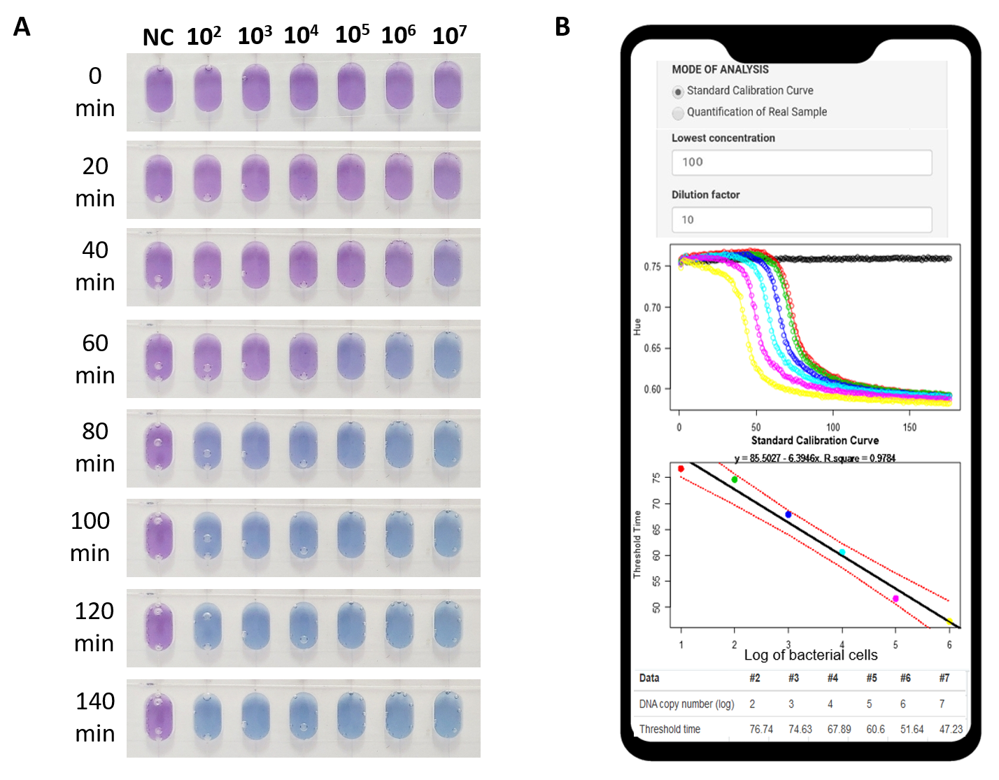 A
NC 10² 10³ 10⁴ 10⁵ 10⁶ 10⁷
0
min
20
min
40
min
60
min
80
min
100
min
120
min
140
min
B
MODE OF ANALYSIS
Standard Calibration Curve
Quantification of Real Sample
Lowest concentration
100
Dilution factor
10
Hue
0.75
0.70
0.65
0.60
0 50 100 150
Standard Calibration Curve
y = 85.5027 - 6.3946x, R.square = 0.9784
Threshold Time
75
70
65
60
55
50
1 2 3 4 5 6
Log of bacterial cells
Data #2 #3 #4 #5 #6 #7
DNA copy number (log) 2 3 4 5 6 7
Threshold time 76.74 74.63 67.89 60.6 51.64 47.23